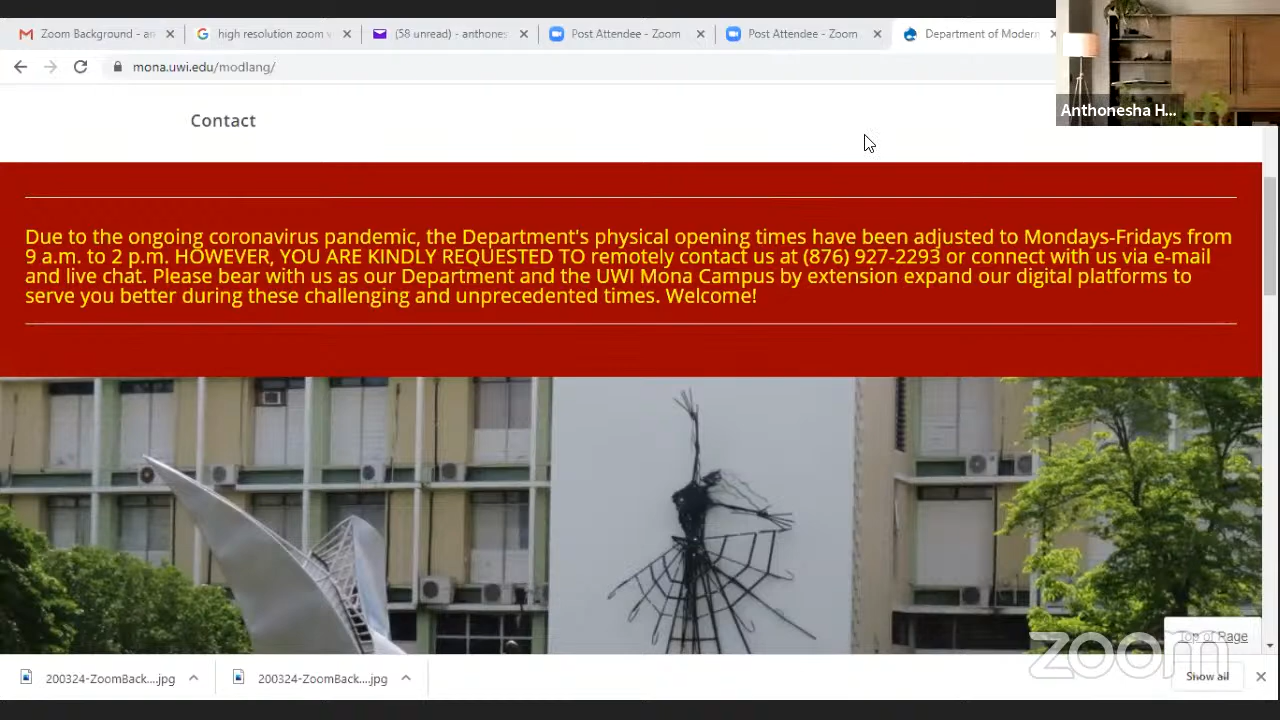 Zoom Background - an
high resolution zoom v
(58 unread) - anthones
Post Attendee - Zoom
Post Attendee - Zoom
Department of Modern
mona.uwi.edu/modlang/
Anthonesha H...
Contact
Due to the ongoing coronavirus pandemic, the Department's physical opening times have been adjusted to Mondays-Fridays from
9 a.m. to 2 p.m. HOWEVER, YOU ARE KINDLY REQUESTED TO remotely contact us at (876) 927-2293 or connect with us via e-mail
and live chat. Please bear with us as our Department and the UWI Mona Campus by extension expand our digital platforms to
serve you better during these challenging and unprecedented times. Welcome!
Top of Page
zoom
200324-ZoomBack....jpg
200324-ZoomBack....jpg
Show all